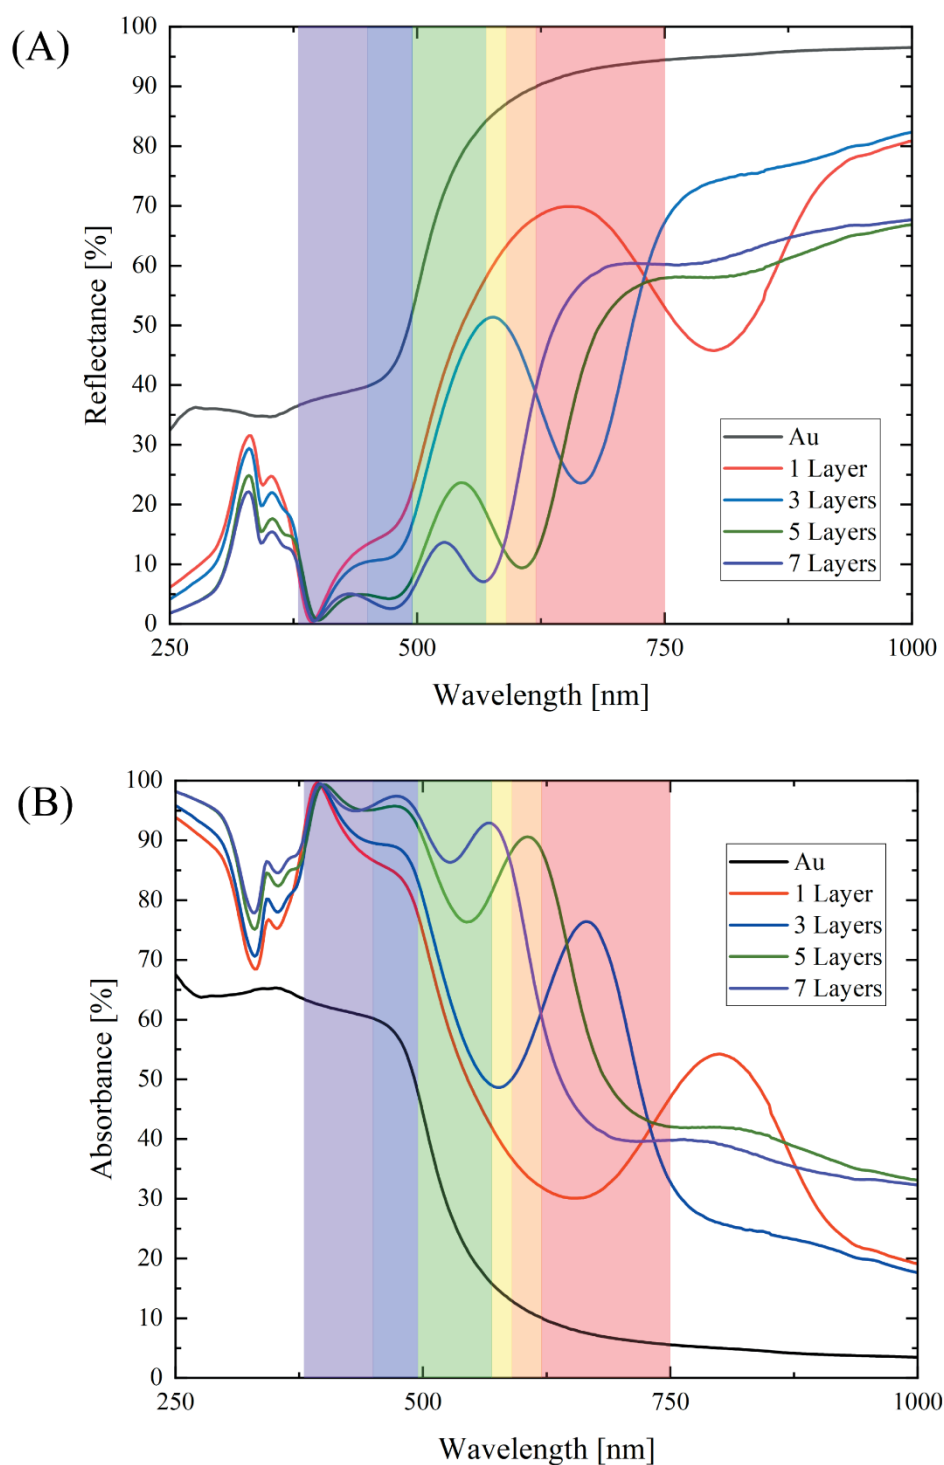 (A)
100
90
80
70
60
50
40
30
20
10
0
Reflectance [%]
Au
1 Layer
3 Layers
5 Layers
7 Layers
250 500 750 1000
Wavelength [nm]
(B)
100
90
80
70
60
50
40
30
20
10
0
Absorbance [%]
Au
1 Layer
3 Layers
5 Layers
7 Layers
250 500 750 1000
Wavelength [nm]